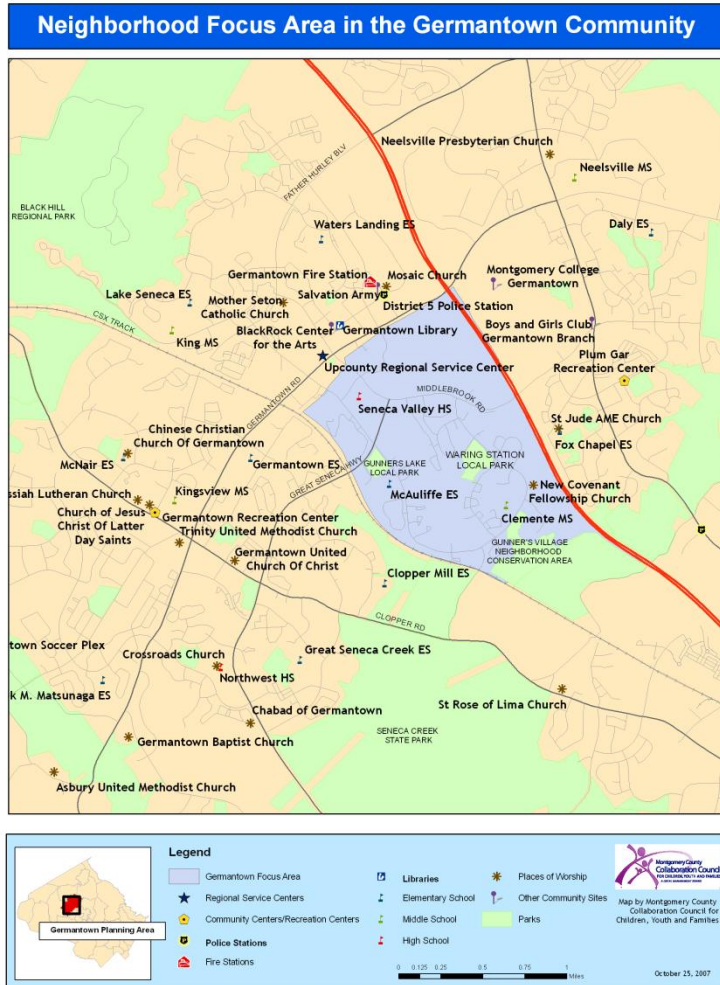 Neighborhood Focus Area in the Germantown Community
Neelsville Presbyterian Church
Neelsville MS
FATHER HURLEY BLV
BLACK HILL
REGIONAL PARK
Waters Landing ES
Daly ES
Germantown Fire Station
Mosaic Church
Montgomery College
Germantown
Lake Seneca ES
Mother Seton
Catholic Church
Salvation Army
District 5 Police Station
CSX TRACK
King MS
BlackRock Center
for the Arts
Germantown Library
Boys and Girls Club
Germantown Branch
Upcounty Regional Service Center
Plum Gar
Recreation Center
GERMANTOWN RD
MIDDLEBROOK RD
Seneca Valley HS
Chinese Christian
Church Of Germantown
St Jude AME Church
Fox Chapel ES
McNair ES
Germantown ES
GREAT SENECA HWY
GUNNERS LAKE
LOCAL PARK
WARING STATION
LOCAL PARK
McAuliffe ES
New Covenant
Fellowship Church
ssiah Lutheran Church
Kingsview MS
Clemente MS
Church of Jesus
Christ Of Latter
Day Saints
Germantown Recreation Center
Trinity United Methodist Church
GUNNER'S VILLAGE
NEIGHBORHOOD
CONSERVATION AREA
Germantown United
Church Of Christ
Clopper Mill ES
CLOPPER RD
town Soccer Plex
Crossroads Church
Great Seneca Creek ES
k M. Matsunaga ES
Northwest HS
St Rose of Lima Church
Chabad of Germantown
Germantown Baptist Church
SENECA CREEK
STATE PARK
Asbury United Methodist Church
Germantown Planning Area
Legend
Germantown Focus Area
Regional Service Centers
Community Centers/Recreation Centers
Police Stations
Fire Stations
Libraries
Elementary School
Middle School
High School
Places of Worship
Other Community Sites
Parks
0 0.125 0.25 0.5 0.75 1
Miles
Montgomery County
Collaboration Council
FOR CHILDREN, YOUTH AND FAMILIES
Map by Montgomery County
Collaboration Council for
Children, Youth and Families
October 25, 2007